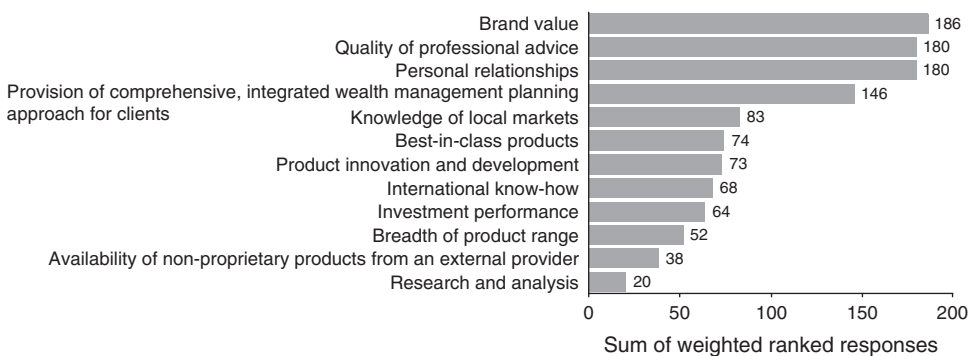 Brand value 186
Quality of professional advice 180
Personal relationships 180
Provision of comprehensive, integrated wealth management planning 146
approach for clients
Knowledge of local markets 83
Best-in-class products 74
Product innovation and development 73
International know-how 68
Investment performance 64
Breadth of product range 52
Availability of non-proprietary products from an external provider 38
Research and analysis 20
0 50 100 150 200
Sum of weighted ranked responses